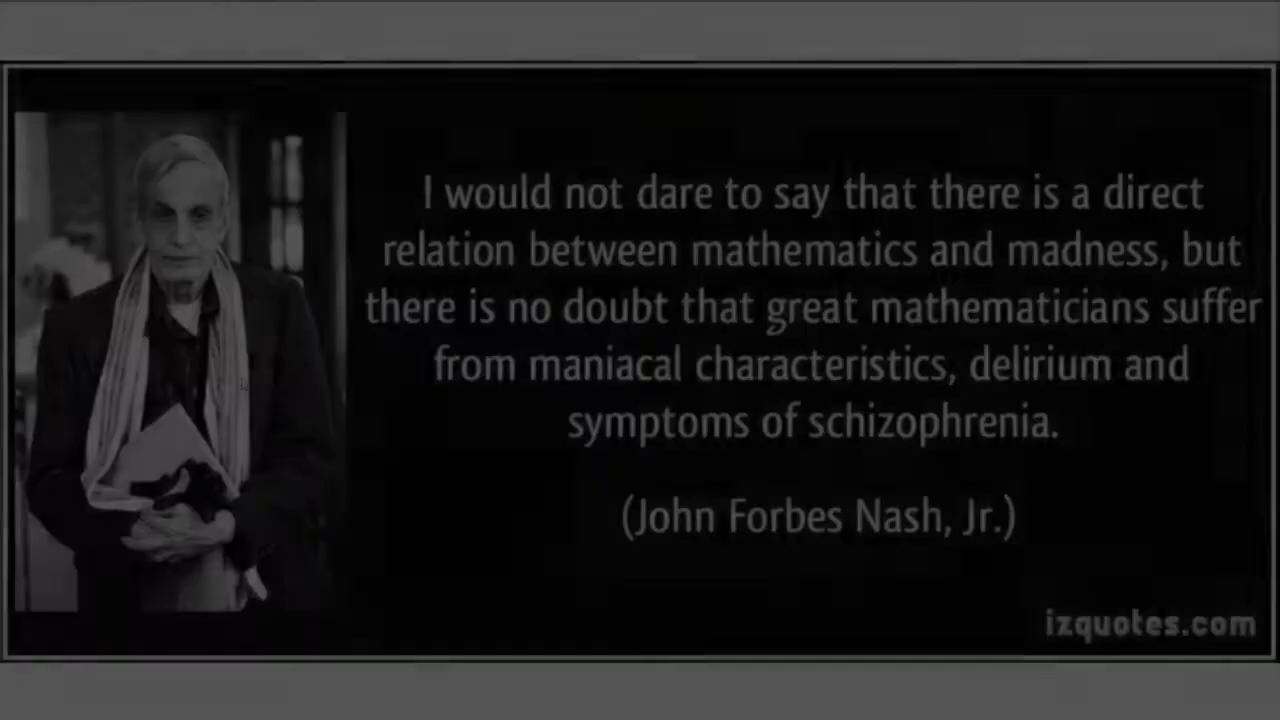 I would not dare to say that there is a direct
relation between mathematics and madness, but
there is no doubt that great mathematicians suffer
from maniacal characteristics, delirium and
symptoms of schizophrenia.
(John Forbes Nash, Jr.)
izquotes.com